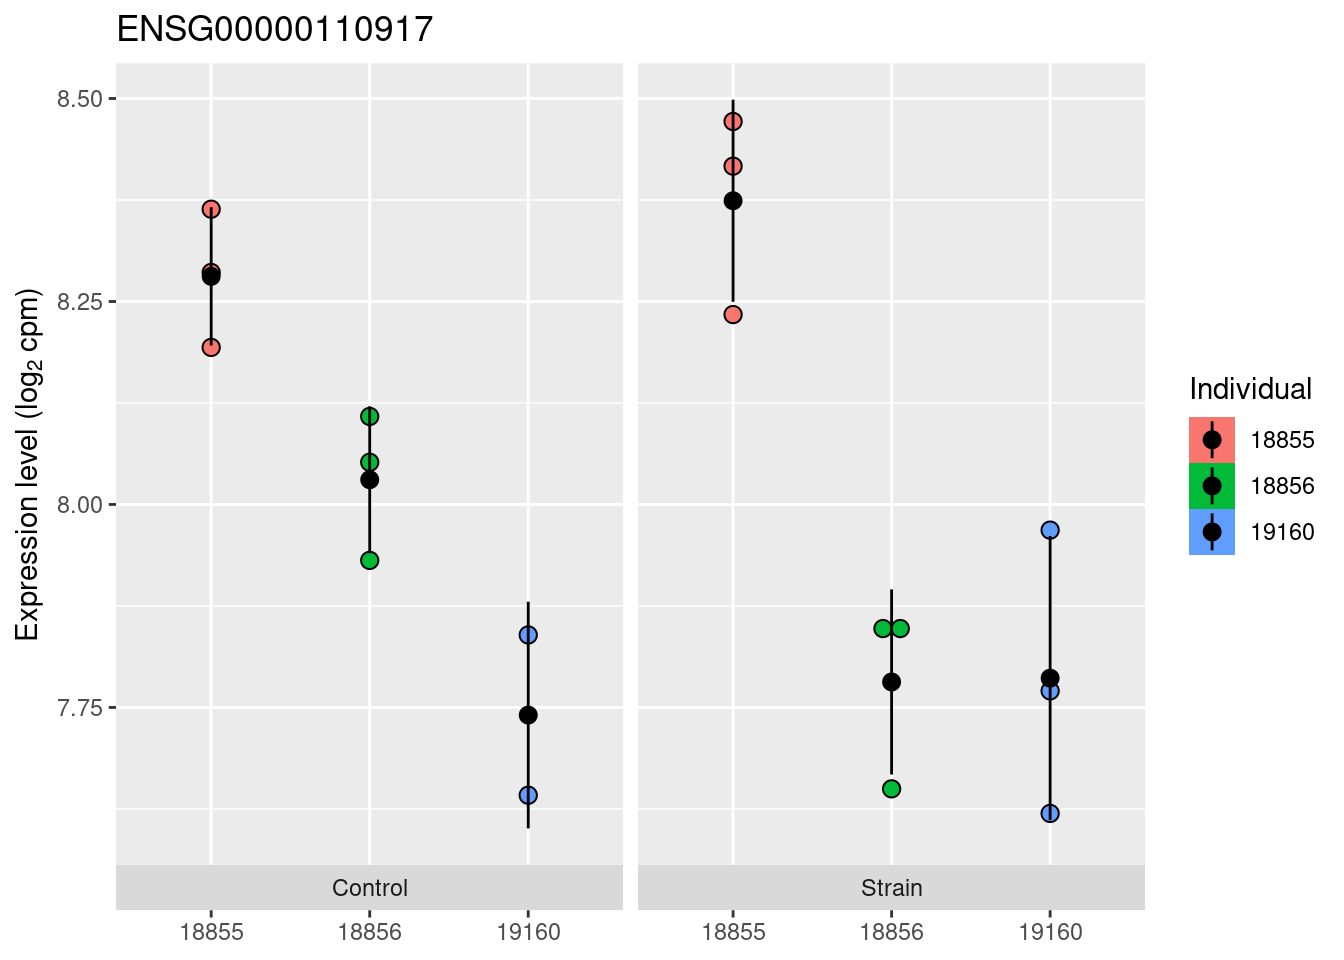 ENSG00000110917
Expression level (log₂ cpm)
8.50
8.25
8.00
7.75
Control
Strain
18855
18856
19160
18855
18856
19160
Individual
18855
18856
19160